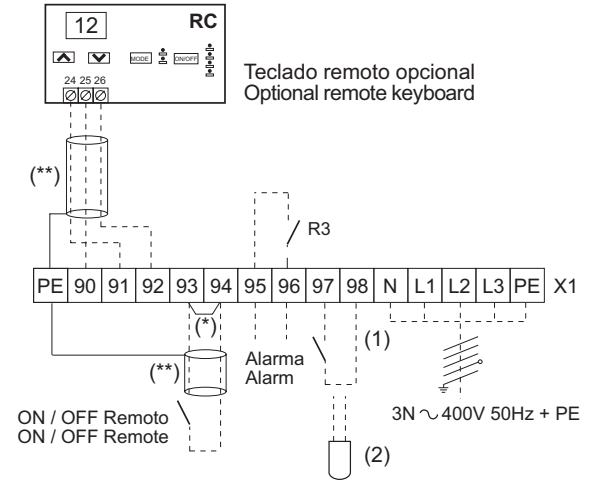 12
RC
MODE
ON/OFF
24 25 26
Teclado remoto opcional
Optional remote keyboard
(**)
R3
PE 90 91 92 93 94 95 96 97 98 N L1 L2 L3 PE X1
(*)
(1)
Alarma
Alarm
(**)
3N ~ 400V 50Hz + PE
ON / OFF Remoto
ON / OFF Remote
(2)